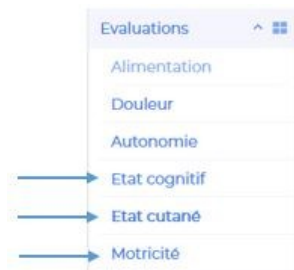 Evaluations
Alimentation
Douleur
Autonomie
Etat cognitif
Etat cutané
Motricité